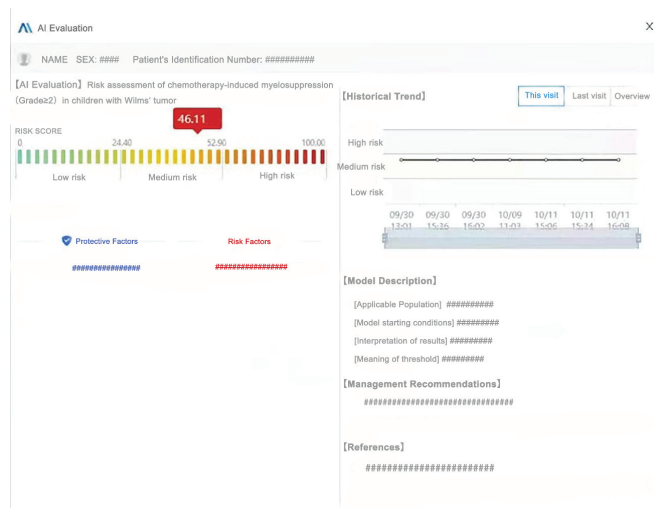 AI Evaluation
X
NAME SEX: #### Patient's Identification Number: ##########
【AI Evaluation】 Risk assessment of chemotherapy-induced myelosuppression
(Grade≥2) in children with Wilms' tumor
46.11
RISK SCORE
0 24.40 52.90 100.00
Low risk Medium risk High risk
Protective Factors Risk Factors
################ #################
【Historical Trend】 This visit Last visit Overview
High risk
Medium risk
Low risk
09/30 09/30 09/30 10/09 10/11 10/11 10/11
13:01 15:36 16:02 11:03 15:06 15:34 16:08
【Model Description】
[Applicable Population] ##########
[Model starting conditions] #########
[Interpretation of results] #########
[Meaning of threshold] #########
【Management Recommendations】
################################
【References】
########################